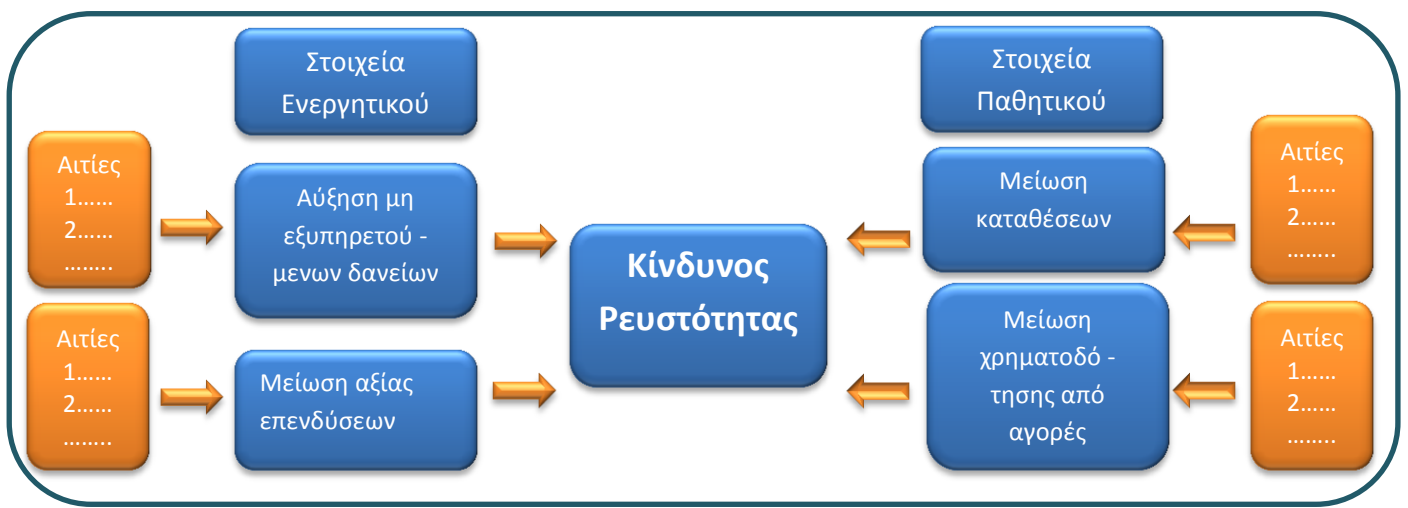 Στοιχεία
Ενεργητικού
Αιτίες
1......
2......
........
Αύξηση μη
εξυπηρετού -
μενων δανείων
Αιτίες
1......
2......
........
Μείωση αξίας
επενδύσεων
Κίνδυνος
Ρευστότητας
Στοιχεία
Παθητικού
Μείωση
καταθέσεων
Αιτίες
1......
2......
........
Μείωση
χρηματοδό -
τησης από
αγορές
Αιτίες
1......
2......
........